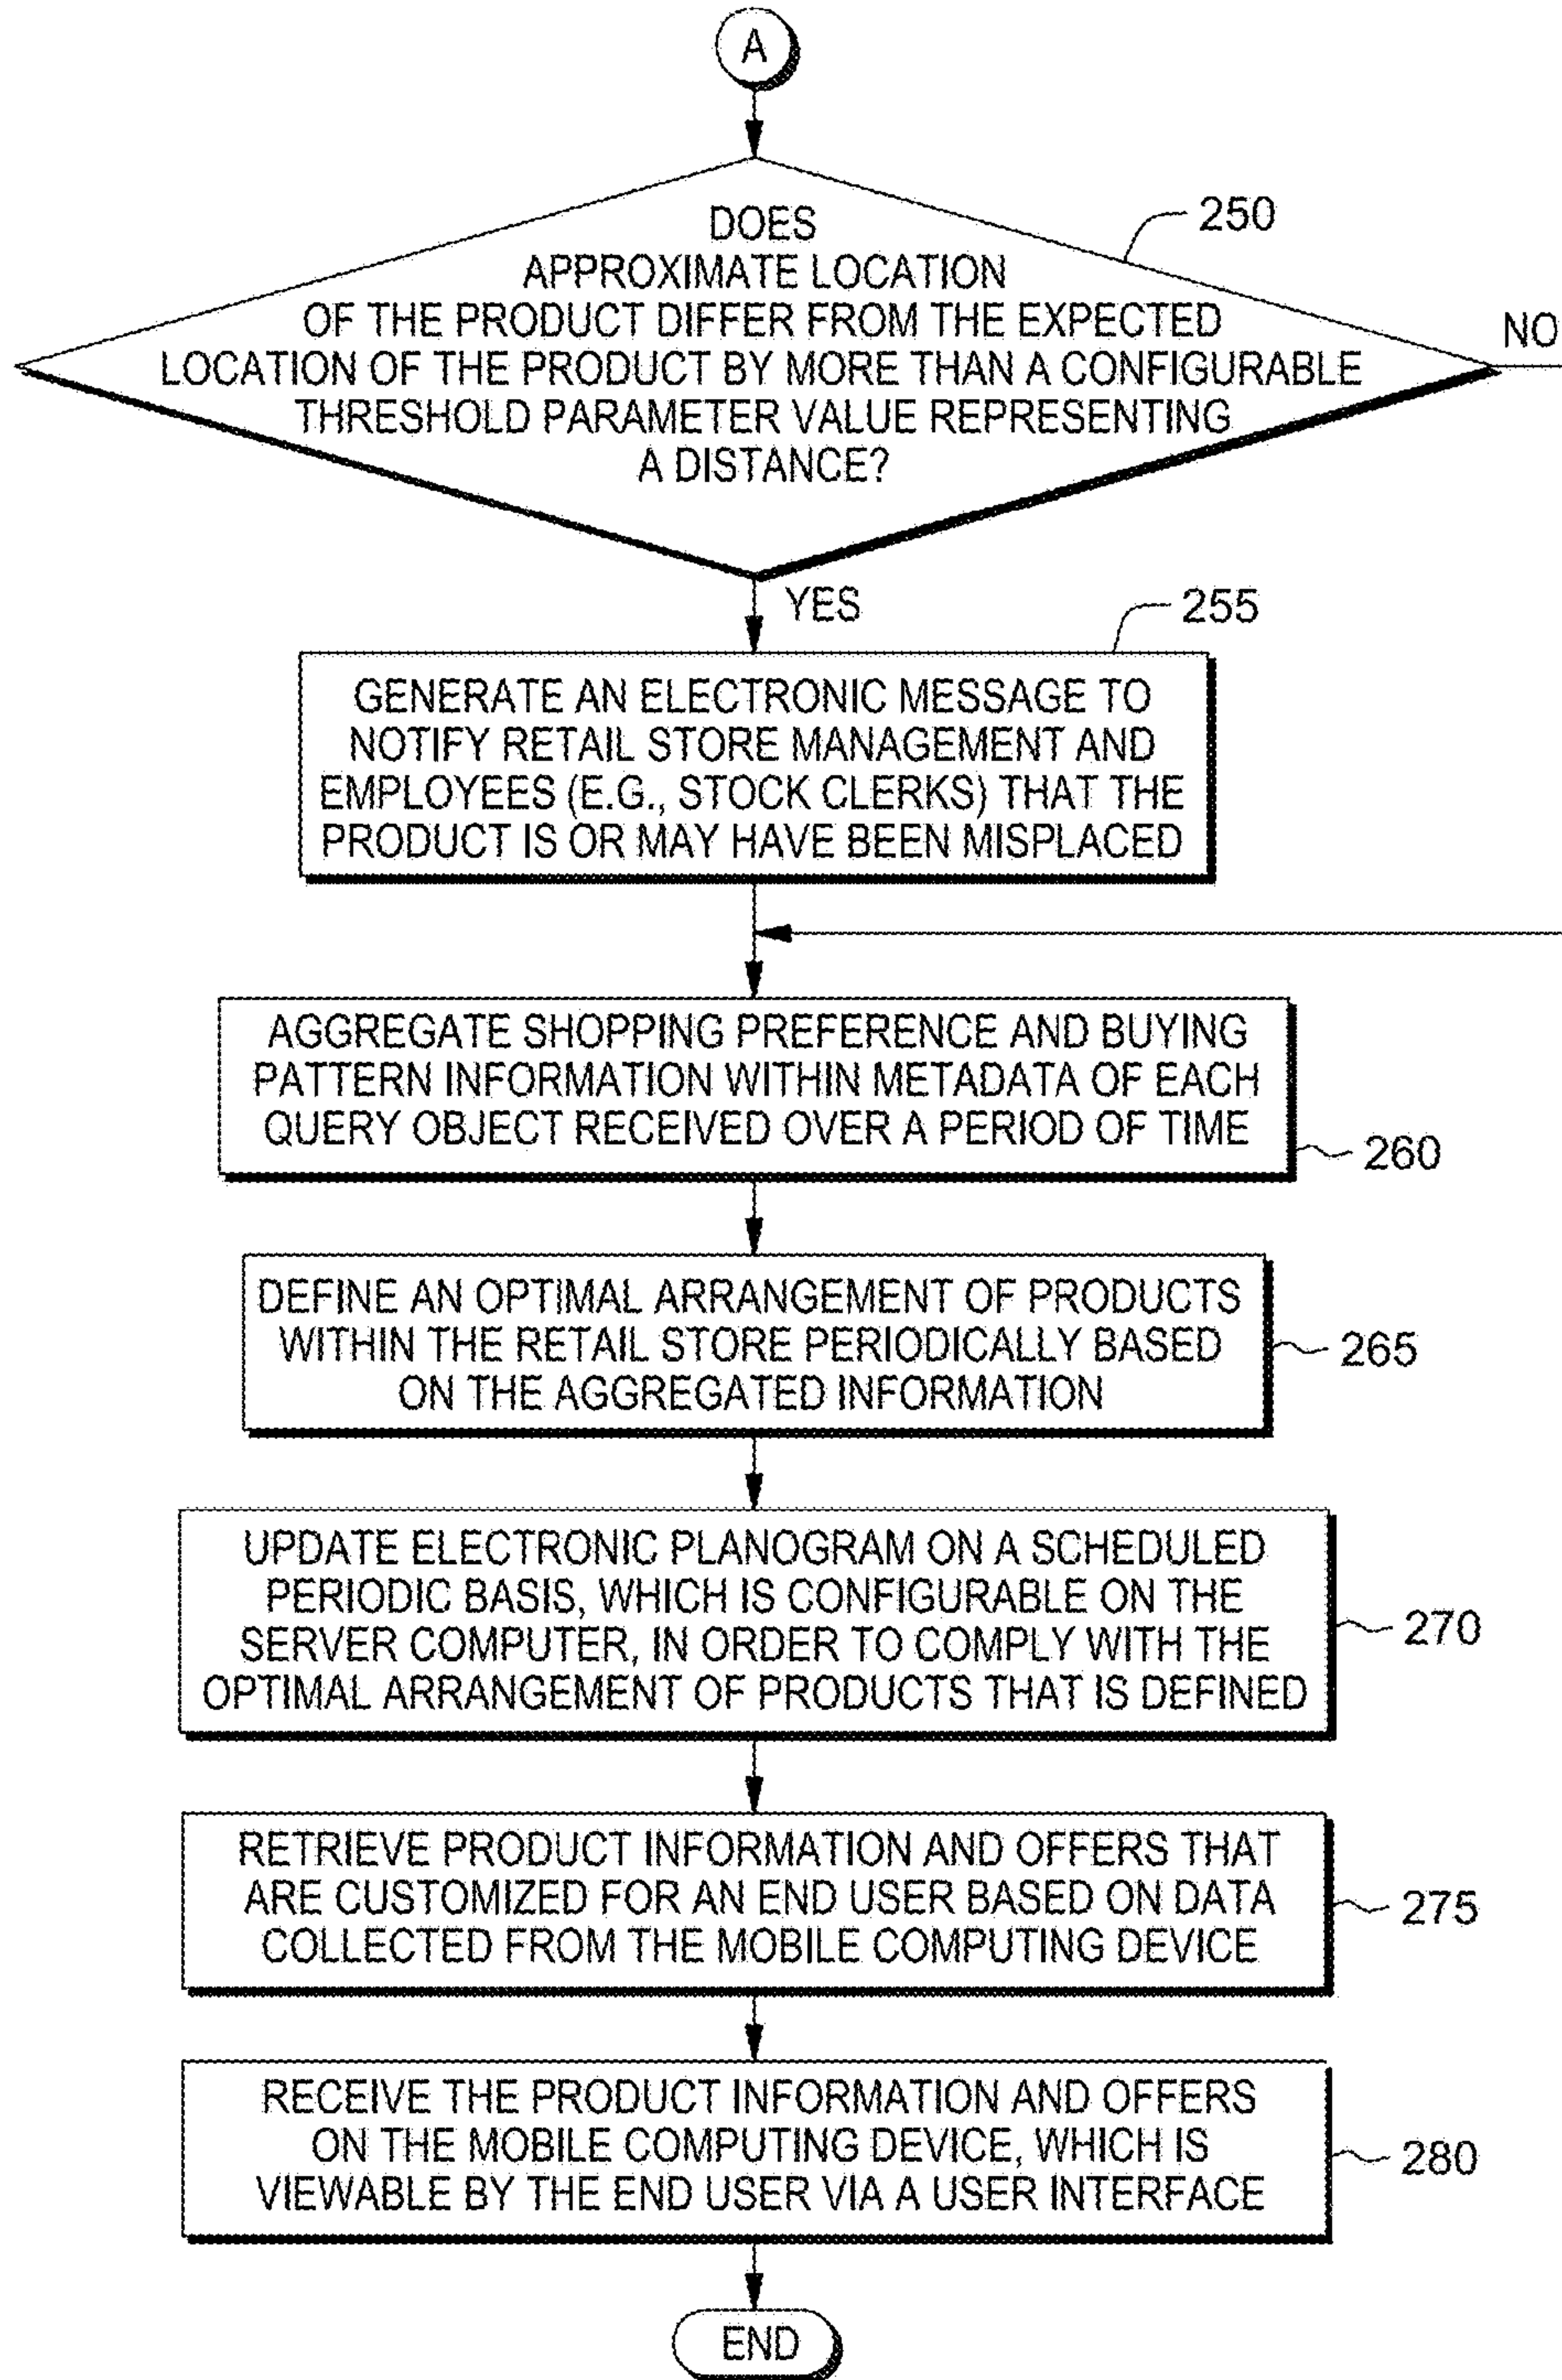 A
DOES
APPROXIMATE LOCATION
OF THE PRODUCT DIFFER FROM THE EXPECTED
LOCATION OF THE PRODUCT BY MORE THAN A CONFIGURABLE
THRESHOLD PARAMETER VALUE REPRESENTING
A DISTANCE?
250
NO
YES
255
GENERATE AN ELECTRONIC MESSAGE TO
NOTIFY RETAIL STORE MANAGEMENT AND
EMPLOYEES (E.G., STOCK CLERKS) THAT THE
PRODUCT IS OR MAY HAVE BEEN MISPLACED
AGGREGATE SHOPPING PREFERENCE AND BUYING
PATTERN INFORMATION WITHIN METADATA OF EACH
QUERY OBJECT RECEIVED OVER A PERIOD OF TIME
260
DEFINE AN OPTIMAL ARRANGEMENT OF PRODUCTS
WITHIN THE RETAIL STORE PERIODICALLY BASED
ON THE AGGREGATED INFORMATION
265
UPDATE ELECTRONIC PLANOGRAM ON A SCHEDULED
PERIODIC BASIS, WHICH IS CONFIGURABLE ON THE
SERVER COMPUTER, IN ORDER TO COMPLY WITH THE
OPTIMAL ARRANGEMENT OF PRODUCTS THAT IS DEFINED
270
RETRIEVE PRODUCT INFORMATION AND OFFERS THAT
ARE CUSTOMIZED FOR AN END USER BASED ON DATA
COLLECTED FROM THE MOBILE COMPUTING DEVICE
275
RECEIVE THE PRODUCT INFORMATION AND OFFERS
ON THE MOBILE COMPUTING DEVICE, WHICH IS
VIEWABLE BY THE END USER VIA A USER INTERFACE
280
END